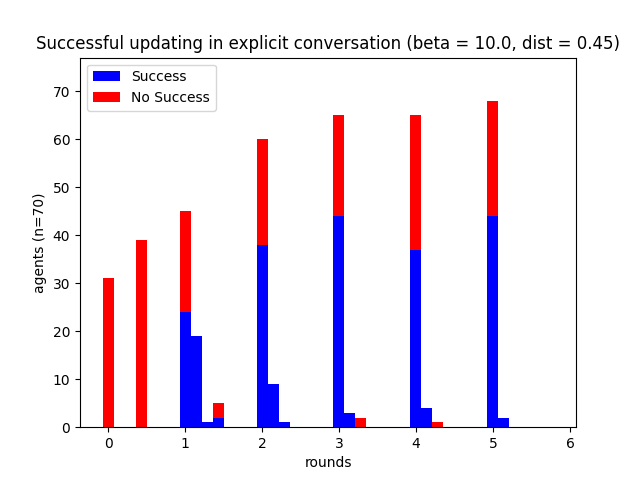 Successful updating in explicit conversation (beta = 10.0, dist = 0.45)
Success
No Success
70
60
50
40
30
20
10
0
agents (n=70)
0 1 2 3 4 5 6
rounds